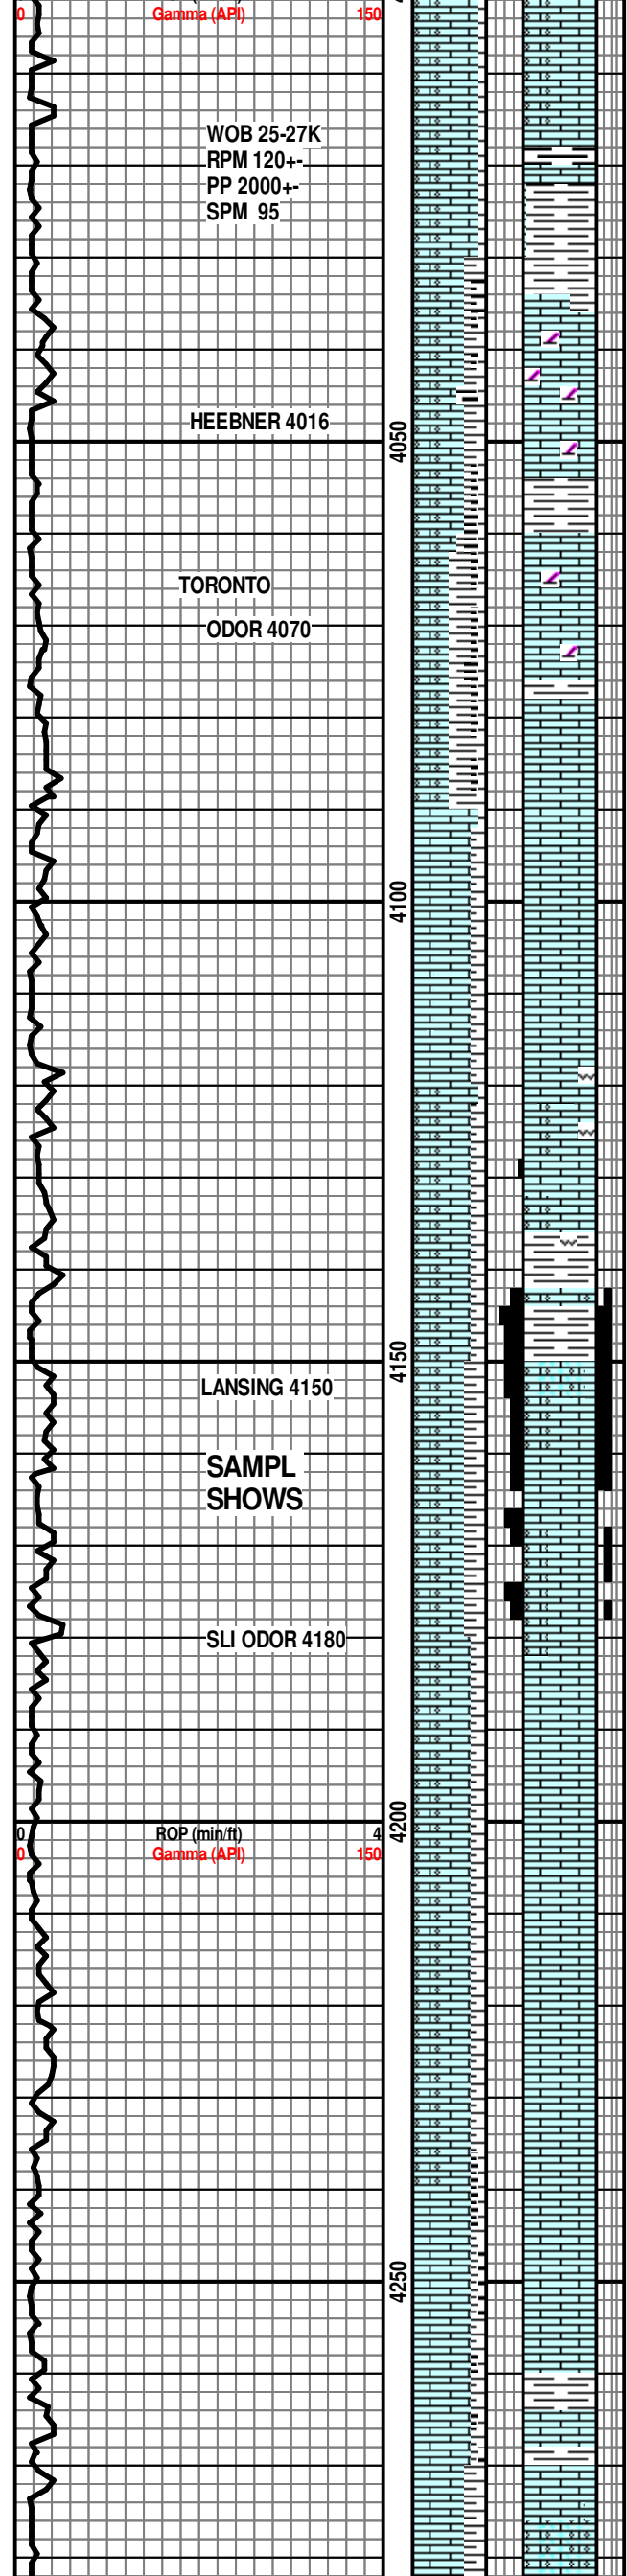 0 Gamma (API) 150
WOB 25-27K
RPM 120+-
PP 2000+-
SPM 95
HEEBNER 4016
4050
TORONTO
ODOR 4070
4100
4150
LANSING 4150
SAMPL
SHOWS
SLI ODOR 4180
4200
0 ROP (min/ft) 4
0 Gamma (API) 150
4250